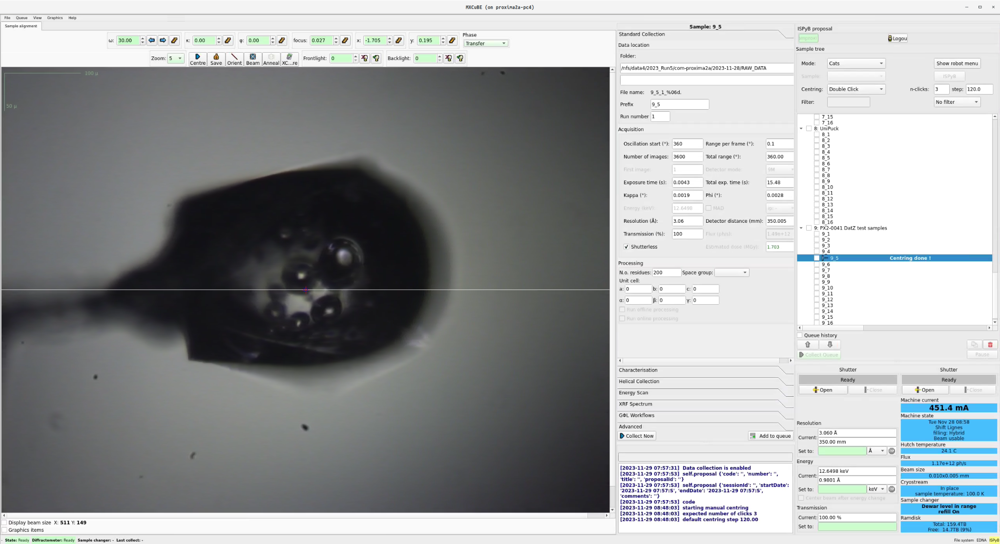 MXCuBE (on proxima2a-pc4)
File Queue View Graphics Help
Sample alignment
ω: 30.00 κ: 0.00 φ: 0.00 focus: 0.027 x: -1.705 y: 0.195
Phase
Transfer
Zoom: 5 Centre Save Orient Beam Anneal XC...re Frontlight: 0 Backlight: 0
100 μ
50 μ
Display beam size X: 511 Y: 149
Graphics items
Sample: 9_5
Standard Collection
Data location
Folder:
/nfs/data4/2023_Run5/com-proxima2a/2023-11-28/RAW_DATA
File name: 9_5_1_%06d.
Prefix 9_5
Run number 1
Acquisition
Oscillation start (°): 360 Range per frame (°): 0.1
Number of images: 3600 Total range (°): 360.00
First image: 1 Detector mode: 9M
Exposure time (s): 0.0043 Total exp. time (s): 15.48
Kappa (°): 0.0019 Phi (°): 0.0028
Energy (keV): 12.6498 MAD ip: -
Resolution (Å): 3.06 Detector distance (mm): 350.005
Transmission (%): 100 Flux (ph/s): 1.49e+12
Shutterless Estimated dose (MGy): 1.703
Processing
N.o. residues: 200 Space group:
Unit cell:
a: 0 b: 0 c: 0
α: 0 β: 0 γ: 0
Run offline processing
Run online processing
Characterisation
Helical Collection
Energy Scan
XRF Spectrum
GΦL Workflows
Advanced
Collect Now Add to queue
[2023-11-29 07:57:31] Data collection is enabled
[2023-11-29 07:57:53] self.proposal {'code': '', 'number': '',
'title': '', 'proposalId': ''}
[2023-11-29 07:57:53] self.proposal {'sessionId': '', 'startDate':
'2023-11-29 07:57:S', 'endDate': '2023-11-29 07:57:S',
'comments': ''}
[2023-11-29 07:57:53] code
[2023-11-29 08:48:03] starting manual centring
[2023-11-29 08:48:03] expected number of clicks 3
[2023-11-29 08:48:03] default centring step 120.00
ISPyB proposal
Logou
Sample tree
Mode: Cats Show robot menu
Sample: ISPyB
Centring: Double Click n-clicks: 3 step: 120.0
Filter: No filter
7_15
7_16
8: UniPuck
8_1
8_2
8_3
8_4
8_5
8_6
8_7
8_8
8_9
8_10
8_11
8_12
8_13
8_14
8_15
8_16
9: PX2-0041 DatZ test samples
9_1
9_2
9_3
9_4
9_5 Centring done !
9_6
9_7
9_8
9_9
9_10
9_11
9_12
9_13
9_14
9_15
9_16
Queue history
Collect Queue Pause
Shutter Shutter
Ready Ready
Open Close Open Close
Machine current
451.4 mA
Machine state
Tue Nov 28 08:58
Shift Lignes
filling: Hybrid
Beam usable
Hutch temperature
24.1 C
Flux
1.17e+12 ph/s
Beam size
0.010x0.005 mm
Cryostream
In place
sample temperature: 100.0 K
Sample changer
Dewar level in range
refill On
Ramdisk
Total: 159.4TB
Free: 14.7TB (9%)
Resolution
Current: 3.060 Å
350.00 mm
Set to: Å
Energy
Current: 12.6498 keV
0.9801 Å
Set to: keV
Center beam after energy change
Transmission
Current: 100.00 %
Set to:
- State: Ready Diffractometer: Ready Sample changer: - Last collect: -
File system EDNA ISPyB